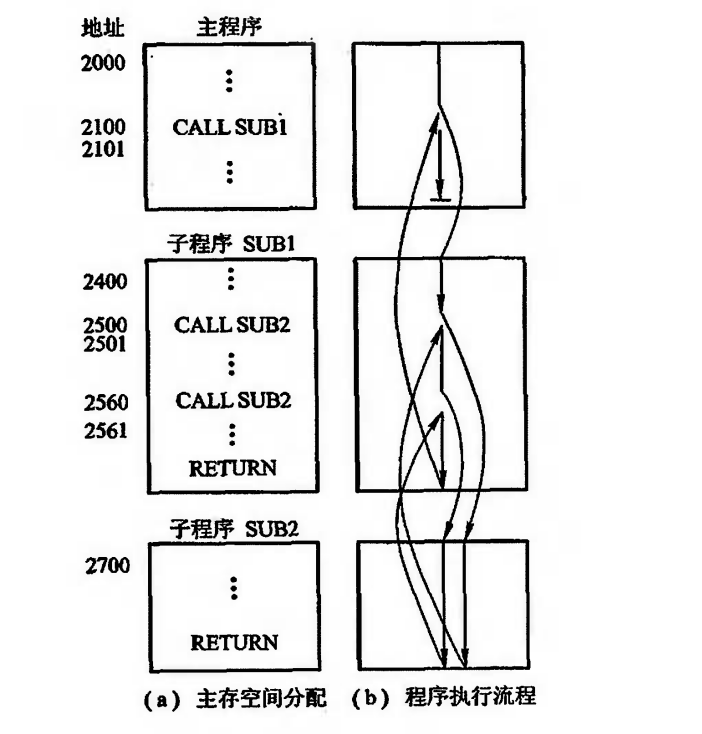 地址 主程序
2000
⋮
2100 CALL SUB1
2101
⋮
子程序 SUB1
2400 ⋮
2500 CALL SUB2
2501
⋮
2560 CALL SUB2
2561 ⋮
RETURN
子程序 SUB2
2700
⋮
RETURN
(a) 主存空间分配 (b) 程序执行流程